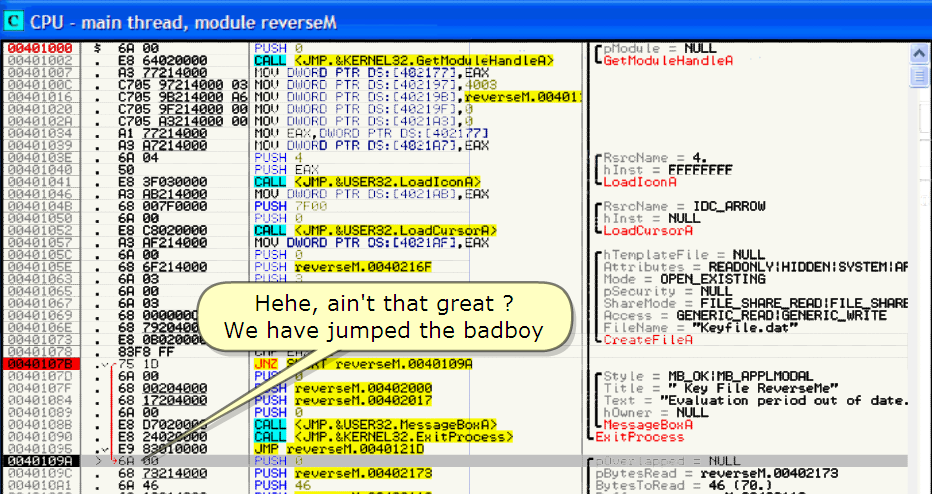 C CPU - main thread, module reverseM
00401000 $ 6A 00 PUSH 0 pModule = NULL
00401002 . E8 64020000 CALL <JMP.&KERNEL32.GetModuleHandleA> GetModuleHandleA
00401007 . A3 77214000 MOV DWORD PTR DS:[402177],EAX
0040100C . C705 97214000 03 MOV DWORD PTR DS:[402197],4003
00401016 . C705 9B214000 A6 MOV DWORD PTR DS:[40219B],reverseM.004011
00401020 . C705 9F214000 00 MOV DWORD PTR DS:[40219F],0
0040102A . C705 A3214000 00 MOV DWORD PTR DS:[4021A3],0
00401034 . A1 77214000 MOV EAX,DWORD PTR DS:[402177]
00401039 . A3 A7214000 MOV DWORD PTR DS:[4021A7],EAX
0040103E . 6A 04 PUSH 4 RsrcName = 4.
00401040 . 50 PUSH EAX hInst = FFFFFFFF
00401041 . E8 3F030000 CALL <JMP.&USER32.LoadIconA> LoadIconA
00401046 . A3 AB214000 MOV DWORD PTR DS:[4021AB],EAX
0040104B . 68 007F0000 PUSH 7F00 RsrcName = IDC_ARROW
00401050 . 6A 00 PUSH 0 hInst = NULL
00401052 . E8 C8020000 CALL <JMP.&USER32.LoadCursorA> LoadCursorA
00401057 . A3 AF214000 MOV DWORD PTR DS:[4021AF],EAX
0040105C . 6A 00 PUSH 0 hTemplateFile = NULL
0040105E . 68 6F214000 PUSH reverseM.0040216F Attributes = READONLY|HIDDEN|SYSTEM|AR
00401063 . 6A 03 PUSH 3 Mode = OPEN_EXISTING
00401065 . 6A 00 pSecurity = NULL
00401067 . 6A 03 ShareMode = FILE_SHARE_READ|FILE_SHARE
00401069 . 68 000000C0 Access = GENERIC_READ|GENERIC_WRITE
0040106E . 68 79204000 FileName = "Keyfile.dat"
00401073 . E8 0B020000 CreateFileA
00401078 . 83F8 FF
0040107B . 75 1D JNZ SHORT reverseM.0040109A
0040107D . 6A 00 PUSH 0 Style = MB_OK|MB_APPLMODAL
0040107F . 68 00204000 PUSH reverseM.00402000 Title = " Key File ReverseMe"
00401084 . 68 17204000 PUSH reverseM.00402017 Text = "Evaluation period out of date.
00401089 . 6A 00 PUSH 0 hOwner = NULL
0040108B . E8 D7020000 CALL <JMP.&USER32.MessageBoxA> MessageBoxA
00401090 . E8 24020000 CALL <JMP.&KERNEL32.ExitProcess> ExitProcess
00401095 . E9 83010000 JMP reverseM.0040121D
0040109A > 6A 00 PUSH 0 pOverlapped = NULL
0040109C . 68 73214000 PUSH reverseM.00402173 pBytesRead = reverseM.00402173
004010A1 . 6A 46 PUSH 46 BytesToRead = 46 (70.)
Hehe, ain't that great ?
We have jumped the badboy